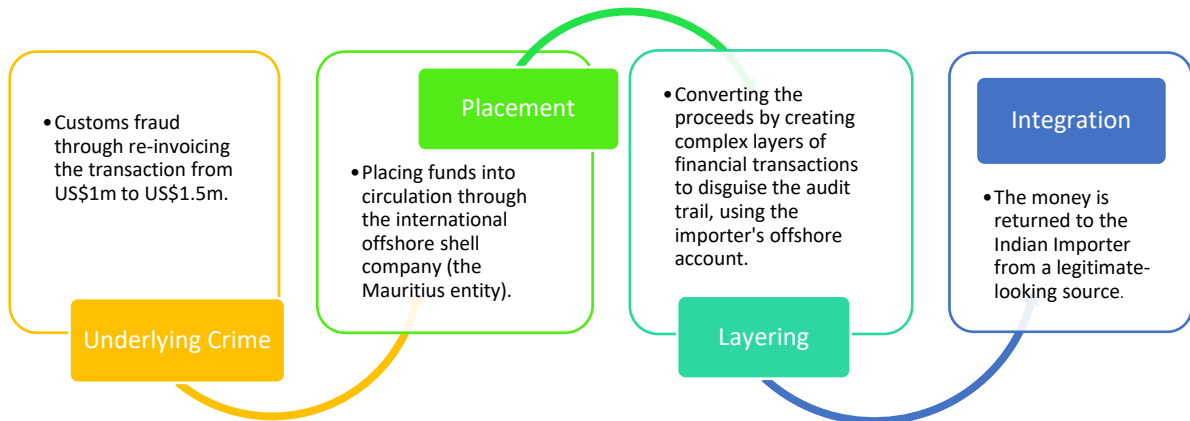 •Customs fraud
through re-invoicing
the transaction from
US$1m to US$1.5m.
Underlying Crime
Placement
•Placing funds into
circulation through
the international
offshore shell
company (the
Mauritius entity).
•Converting the
proceeds by creating
complex layers of
financial transactions
to disguise the audit
trail, using the
importer's offshore
account.
Layering
Integration
•The money is
returned to the
Indian Importer
from a legitimate-
looking source.